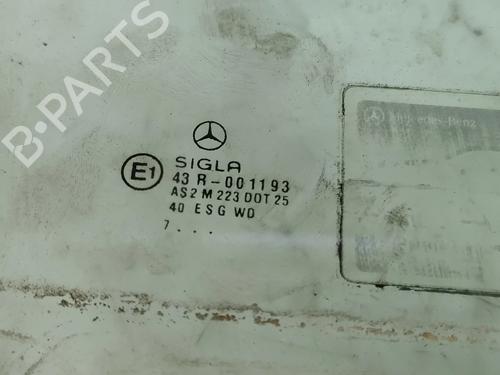 B-PARTS
SIGLA
E1
43 R-001193
AS2 M 223 DOT 25
40 ESG WD
7 . . .
Mercedes-Benz